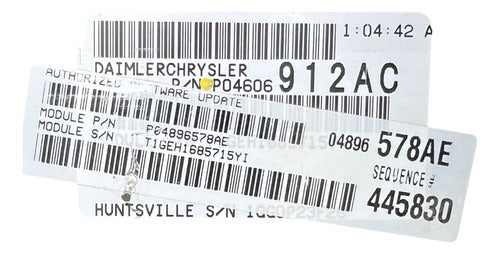 1:04:42 A
DAIMLERCHRYSLER
P/N P04606 912AC
AUTHORIZED SOFTWARE UPDATE
MODULE P/N P04896578AE 04896 578AE
MODULE S/N T1GEH1685715YI SEQUENCE
445830
HUNTSVILLE S/N